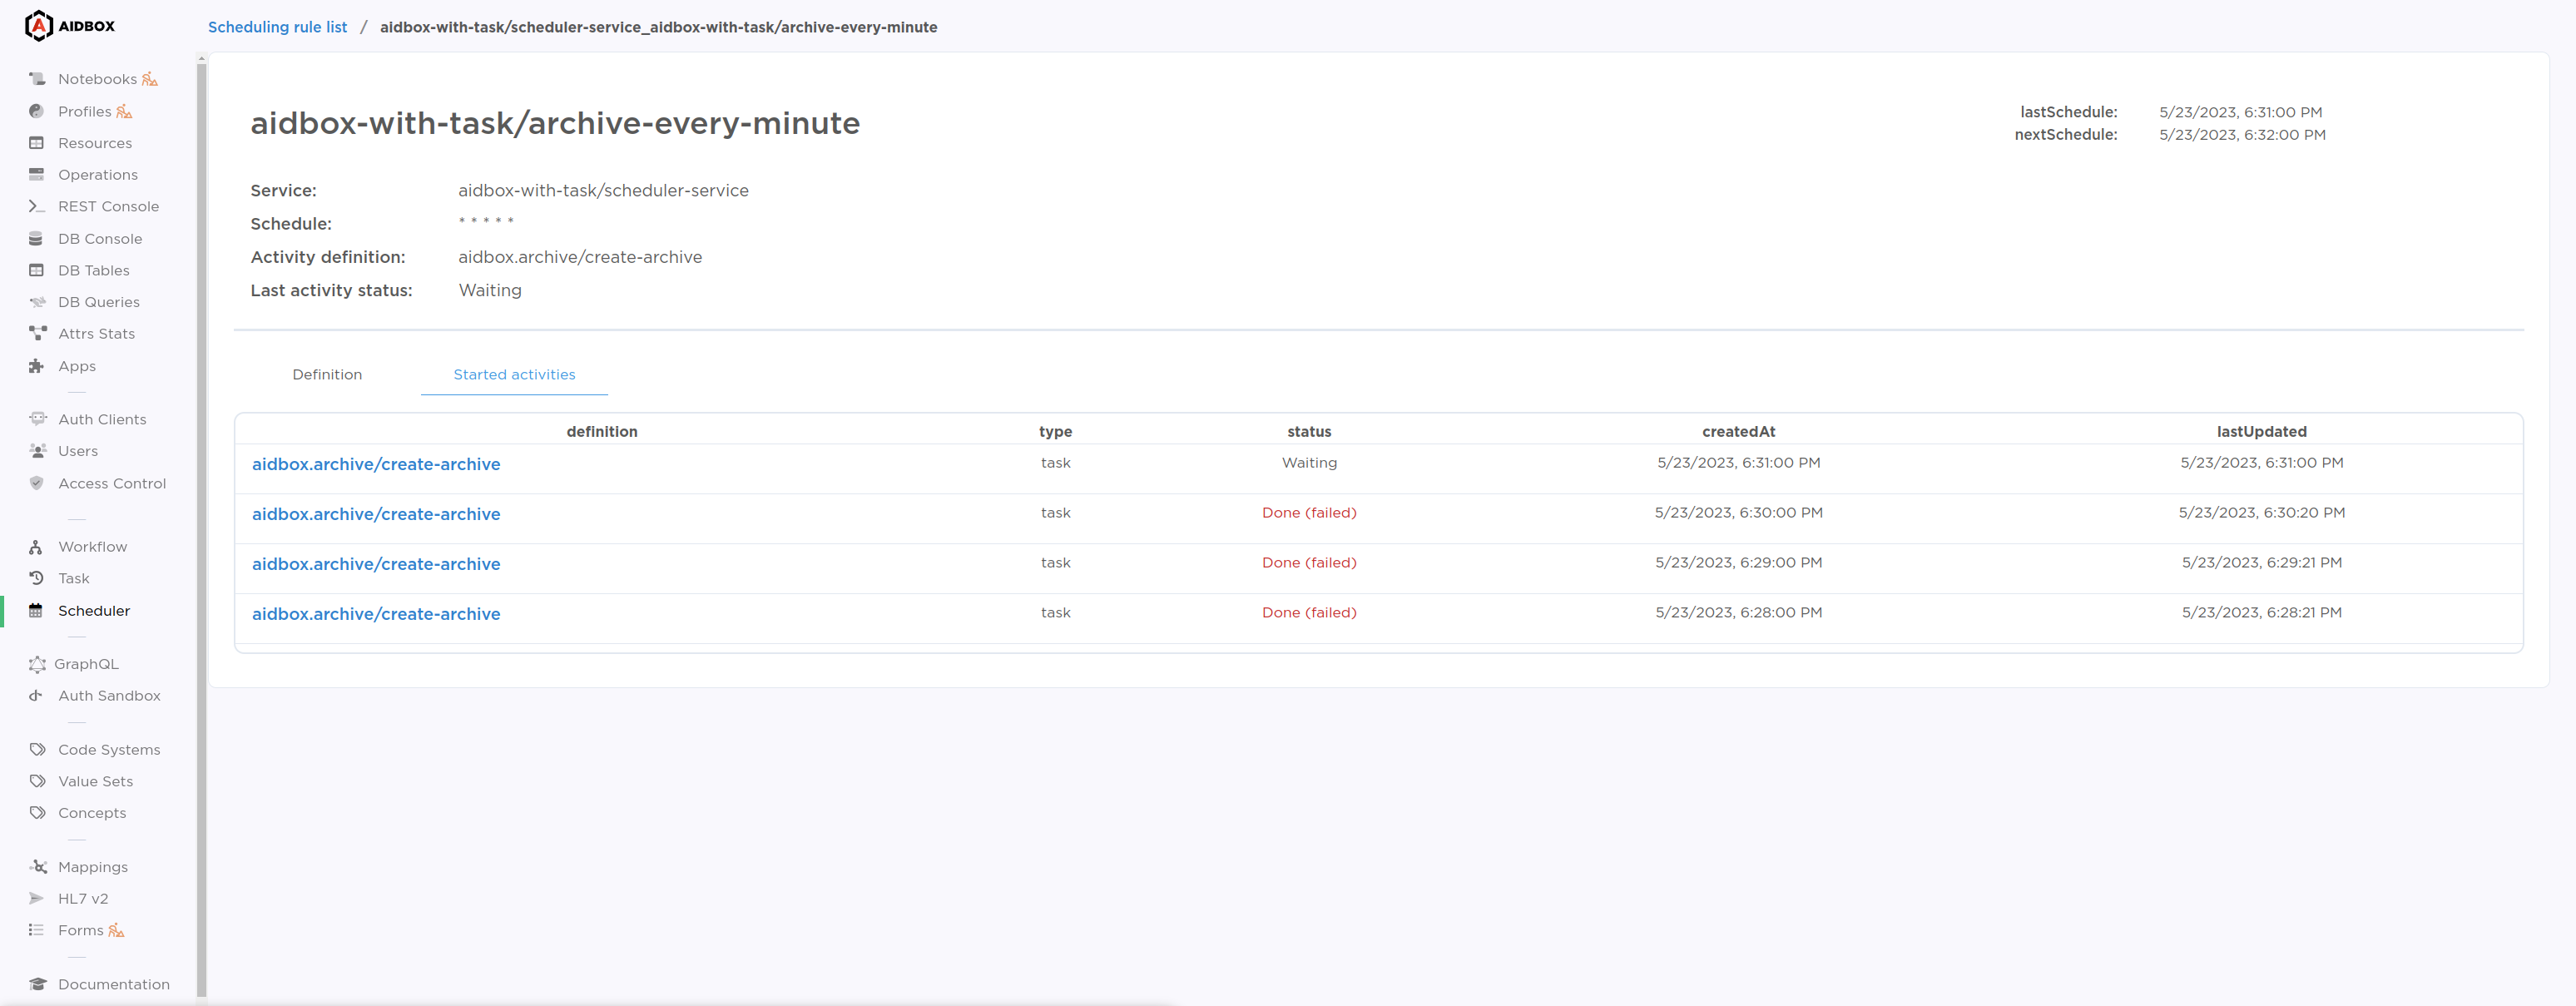 AIDBOX
Scheduling rule list / aidbox-with-task/scheduler-service_aidbox-with-task/archive-every-minute
Notebooks
Profiles
Resources
Operations
REST Console
DB Console
DB Tables
DB Queries
Attrs Stats
Apps
Auth Clients
Users
Access Control
Workflow
Task
Scheduler
GraphQL
Auth Sandbox
Code Systems
Value Sets
Concepts
Mappings
HL7 v2
Forms
Documentation
aidbox-with-task/archive-every-minute
lastSchedule: 5/23/2023, 6:31:00 PM
nextSchedule: 5/23/2023, 6:32:00 PM
Service: aidbox-with-task/scheduler-service
Schedule: * * * * *
Activity definition: aidbox.archive/create-archive
Last activity status: Waiting
Definition Started activities
definition type status createdAt lastUpdated
aidbox.archive/create-archive task Waiting 5/23/2023, 6:31:00 PM 5/23/2023, 6:31:00 PM
aidbox.archive/create-archive task Done (failed) 5/23/2023, 6:30:00 PM 5/23/2023, 6:30:20 PM
aidbox.archive/create-archive task Done (failed) 5/23/2023, 6:29:00 PM 5/23/2023, 6:29:21 PM
aidbox.archive/create-archive task Done (failed) 5/23/2023, 6:28:00 PM 5/23/2023, 6:28:21 PM